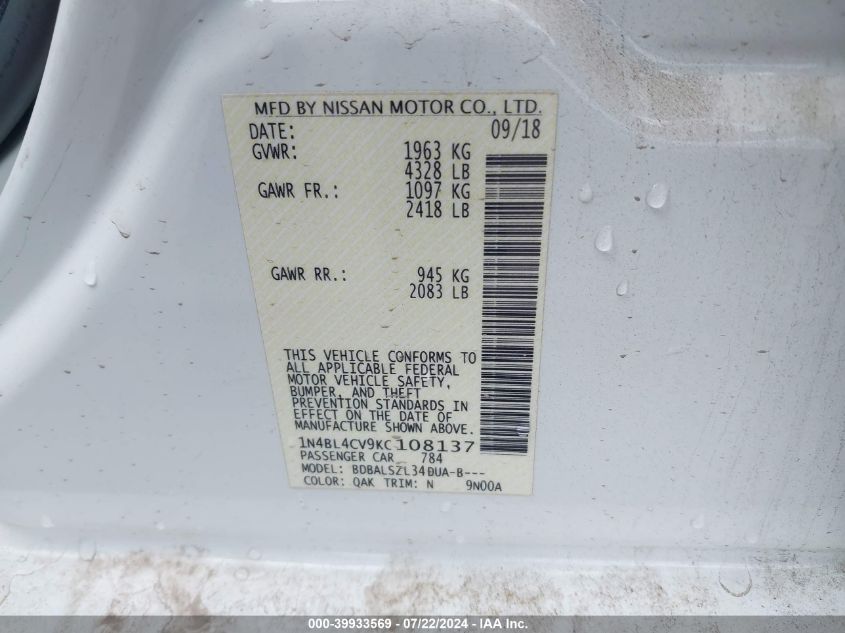 MFD BY NISSAN MOTOR CO., LTD.
DATE: 09/18
GVWR: 1963 KG
4328 LB
GAWR FR.: 1097 KG
2418 LB
GAWR RR.: 945 KG
2083 LB
THIS VEHICLE CONFORMS TO
ALL APPLICABLE FEDERAL
MOTOR VEHICLE SAFETY,
BUMPER, AND THEFT
PREVENTION STANDARDS IN
EFFECT ON THE DATE OF
MANUFACTURE SHOWN ABOVE.
1N4BL4CV9KC108137
PASSENGER CAR 784
MODEL: BDBALSZL34DUA-B---
COLOR: QAK TRIM: N 9N00A
000-39933569 - 07/22/2024 - IAA Inc.